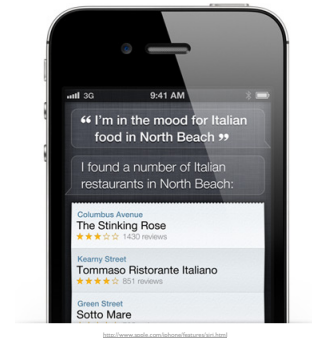 3G 9:41 AM
“ I'm in the mood for Italian
food in North Beach ”
I found a number of Italian
restaurants in North Beach:
Columbus Avenue
The Stinking Rose
1430 reviews
Kearny Street
Tommaso Ristorante Italiano
851 reviews
Green Street
Sotto Mare
http://www.apple.com/iphone/features/siri.html